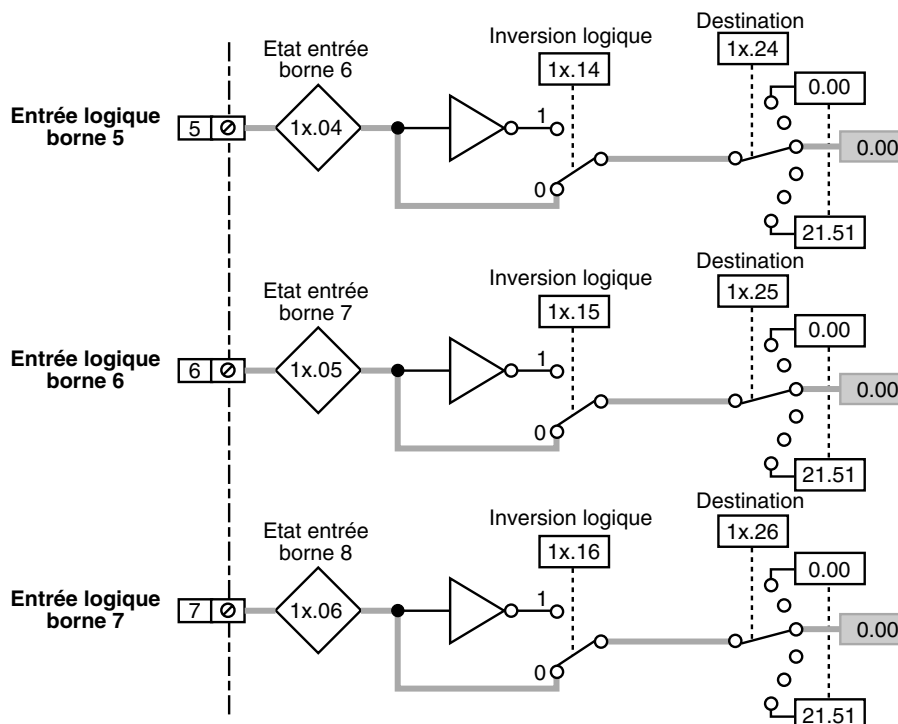 Etat entrée
borne 6
Inversion logique
Destination
1x.14
1x.24
0.00
Entrée logique
borne 5
5
1x.04
1
0.00
0
21.51
Etat entrée
borne 7
Inversion logique
Destination
1x.15
1x.25
0.00
Entrée logique
borne 6
6
1x.05
1
0.00
0
21.51
Etat entrée
borne 8
Inversion logique
Destination
1x.16
1x.26
0.00
Entrée logique
borne 7
7
1x.06
1
0.00
0
21.51